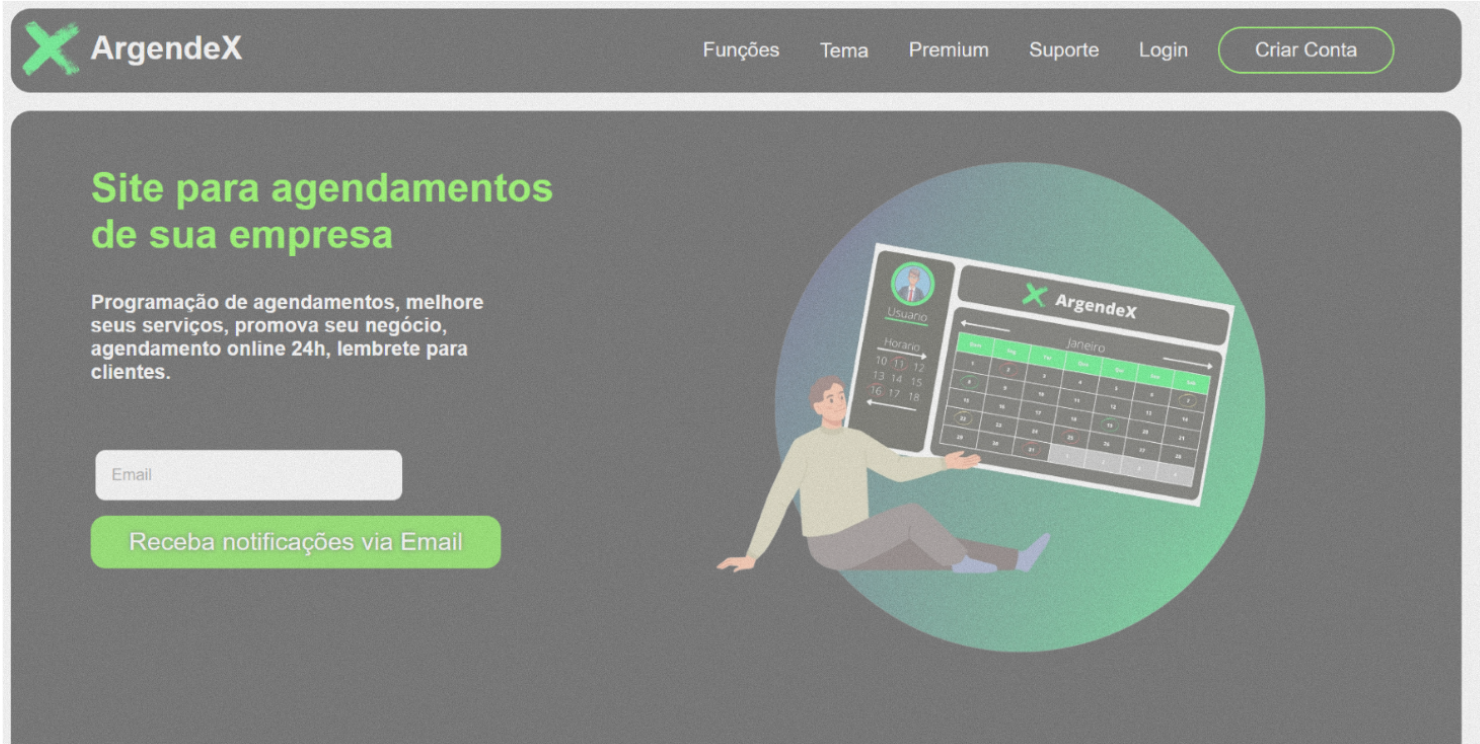 ArgendeX
Funções Tema Premium Suporte Login Criar Conta
Site para agendamentos
de sua empresa
Programação de agendamentos, melhore
seus serviços, promova seu negócio,
agendamento online 24h, lembrete para
clientes.
Email
Receba notificações via Email
Usuario
Horario
10 11 12
13 14 15
16 17 18
ArgendeX
Janeiro